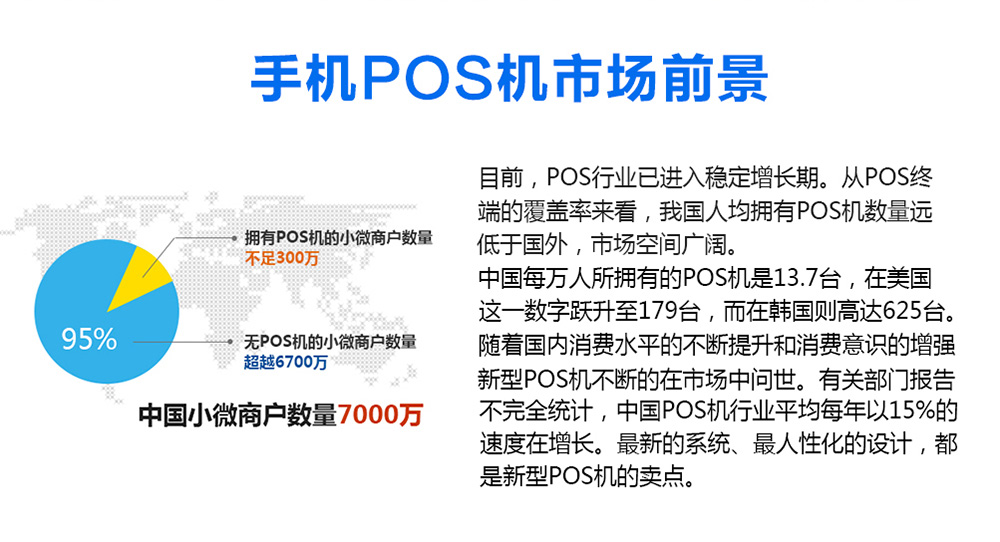 手机POS机市场前景
拥有POS机的小微商户数量
不足300万
95%
无POS机的小微商户数量
超越6700万
中国小微商户数量7000万
目前，POS行业已进入稳定增长期。从POS终
端的覆盖率来看，我国人均拥有POS机数量远
低于国外，市场空间广阔。
中国每万人所拥有的POS机是13.7台，在美国
这一数字跃升至179台，而在韩国则高达625台。
随着国内消费水平的不断提升和消费意识的增强
新型POS机不断的在市场中问世。有关部门报告
不完全统计，中国POS机行业平均每年以15%的
速度在增长。最新的系统、最人性化的设计，都
是新型POS机的卖点。